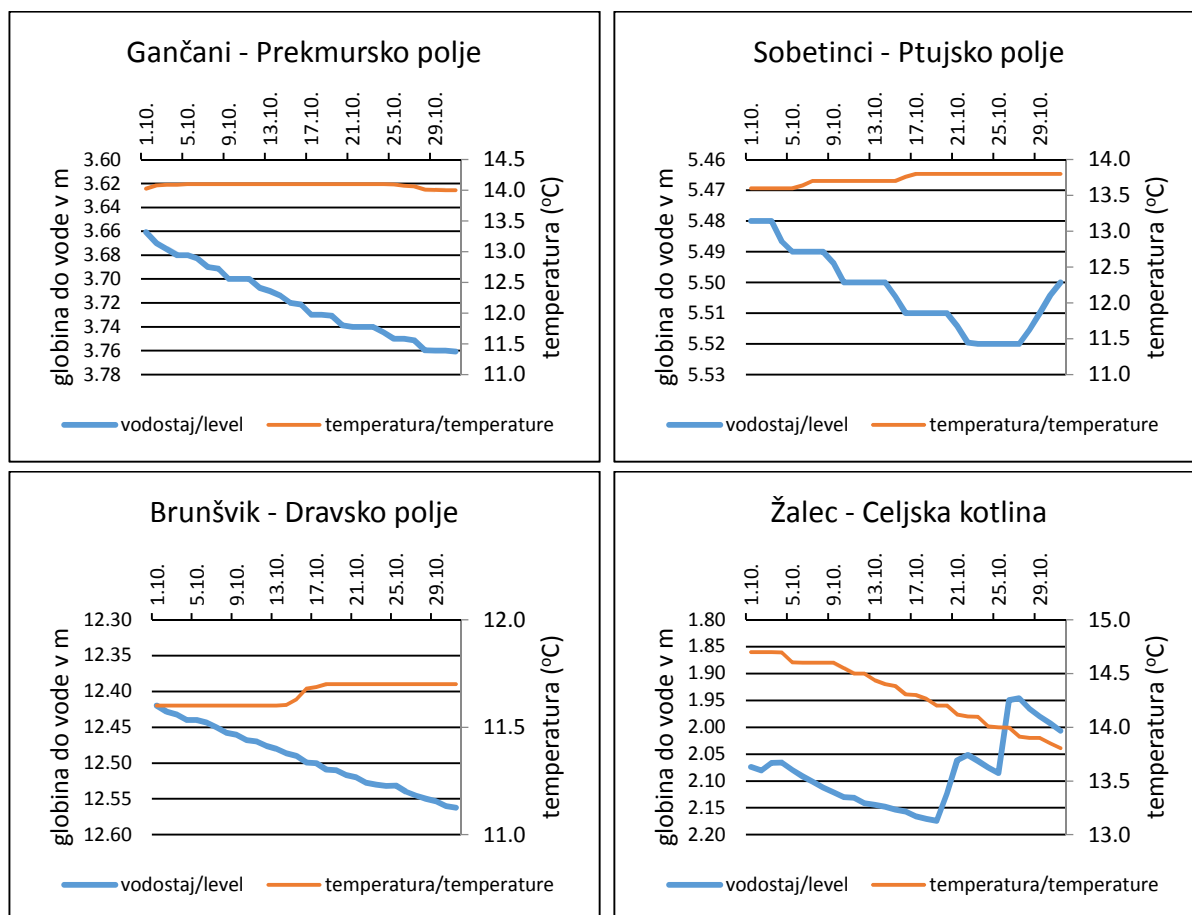 Gančani - Prekmursko polje
1.10. 5.10. 9.10. 13.10. 17.10. 21.10. 25.10. 29.10.
globina do vode v m
3.60
3.62
3.64
3.66
3.68
3.70
3.72
3.74
3.76
3.78
14.5
14.0
13.5
13.0
12.5
12.0
11.5
11.0
temperatura (°C)
vodostaj/level temperatura/temperature
Sobetinci - Ptujsko polje
1.10. 5.10. 9.10. 13.10. 17.10. 21.10. 25.10. 29.10.
globina do vode v m
5.46
5.47
5.48
5.49
5.50
5.51
5.52
5.53
14.0
13.5
13.0
12.5
12.0
11.5
11.0
temperatura (°C)
vodostaj/level temperatura/temperature
Brunšvik - Dravsko polje
1.10. 5.10. 9.10. 13.10. 17.10. 21.10. 25.10. 29.10.
globina do vode v m
12.30
12.35
12.40
12.45
12.50
12.55
12.60
12.0
11.5
11.0
temperatura (°C)
vodostaj/level temperatura/temperature
Žalec - Celjska kotlina
1.10. 5.10. 9.10. 13.10. 17.10. 21.10. 25.10. 29.10.
globina do vode v m
1.80
1.85
1.90
1.95
2.00
2.05
2.10
2.15
2.20
15.0
14.5
14.0
13.5
13.0
temperatura (°C)
vodostaj/level temperatura/temperature